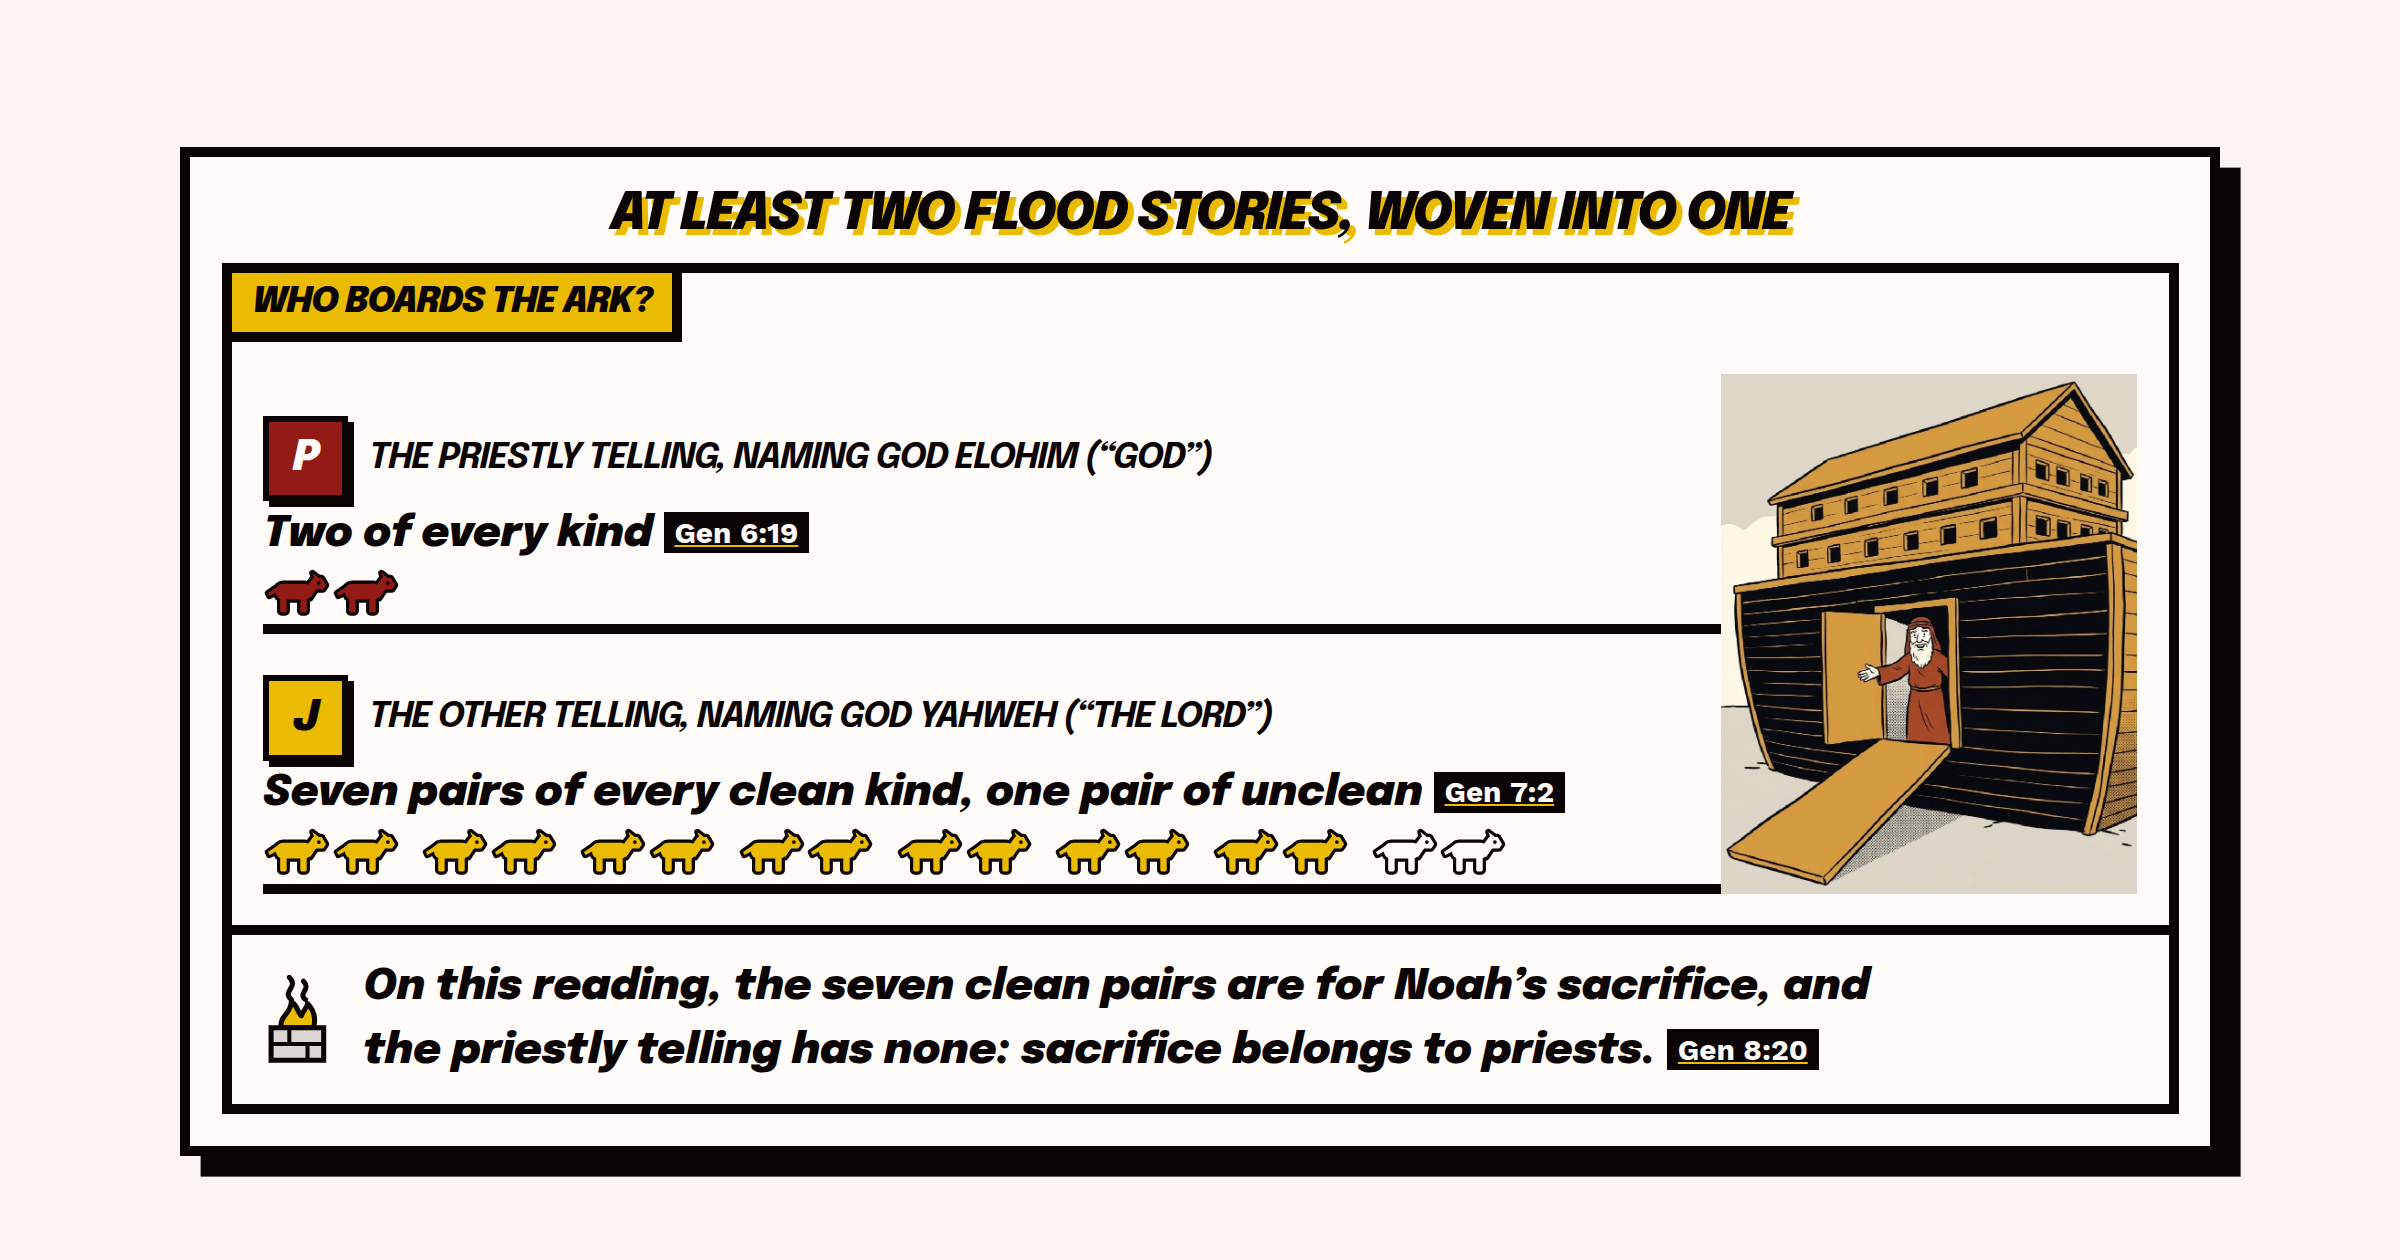 AT LEAST TWO FLOOD STORIES, WOVEN INTO ONE
WHO BOARDS THE ARK?
P THE PRIESTLY TELLING, NAMING GOD ELOHIM (“GOD”)
Two of every kind Gen 6:19
J THE OTHER TELLING, NAMING GOD YAHWEH (“THE LORD”)
Seven pairs of every clean kind, one pair of unclean Gen 7:2
On this reading, the seven clean pairs are for Noah’s sacrifice, and
the priestly telling has none: sacrifice belongs to priests. Gen 8:20